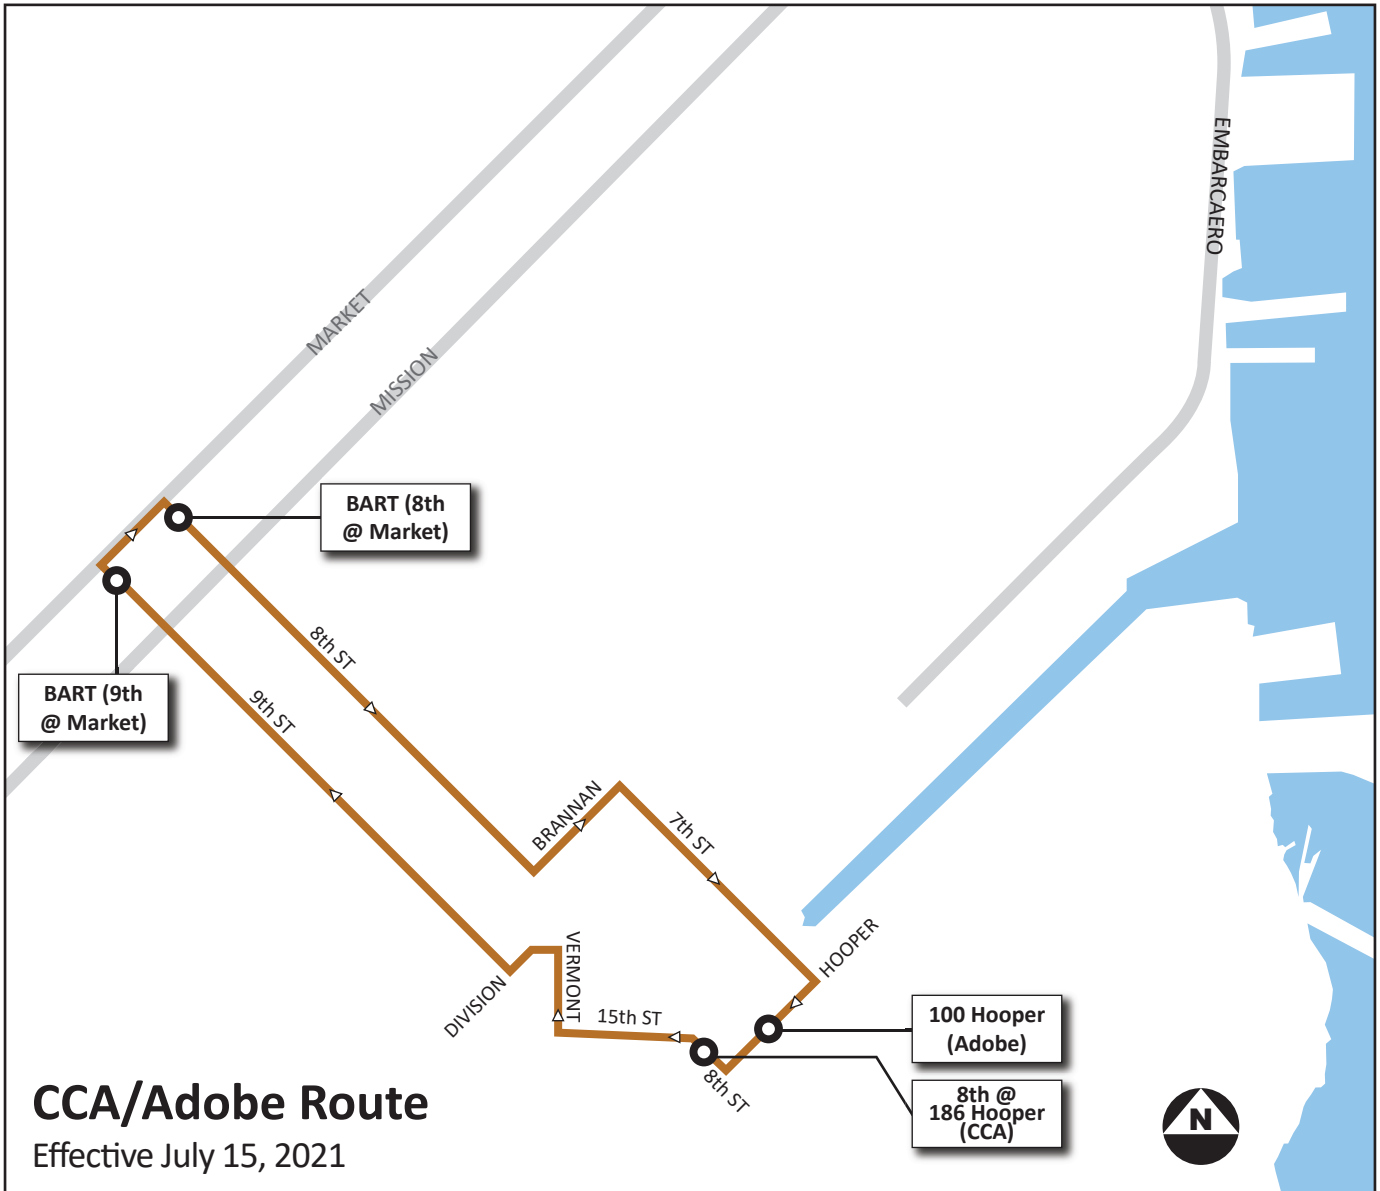 EMBARCAERO
MARKET
MISSION
BART (8th
@ Market)
8th ST
BART (9th
@ Market)
9th ST
BRANNAN
7th ST
HOOPER
VERMONT
DIVISION
15th ST
100 Hooper
(Adobe)
8th ST
8th @
186 Hooper
(CCA)
CCA/Adobe Route
Effective July 15, 2021
N